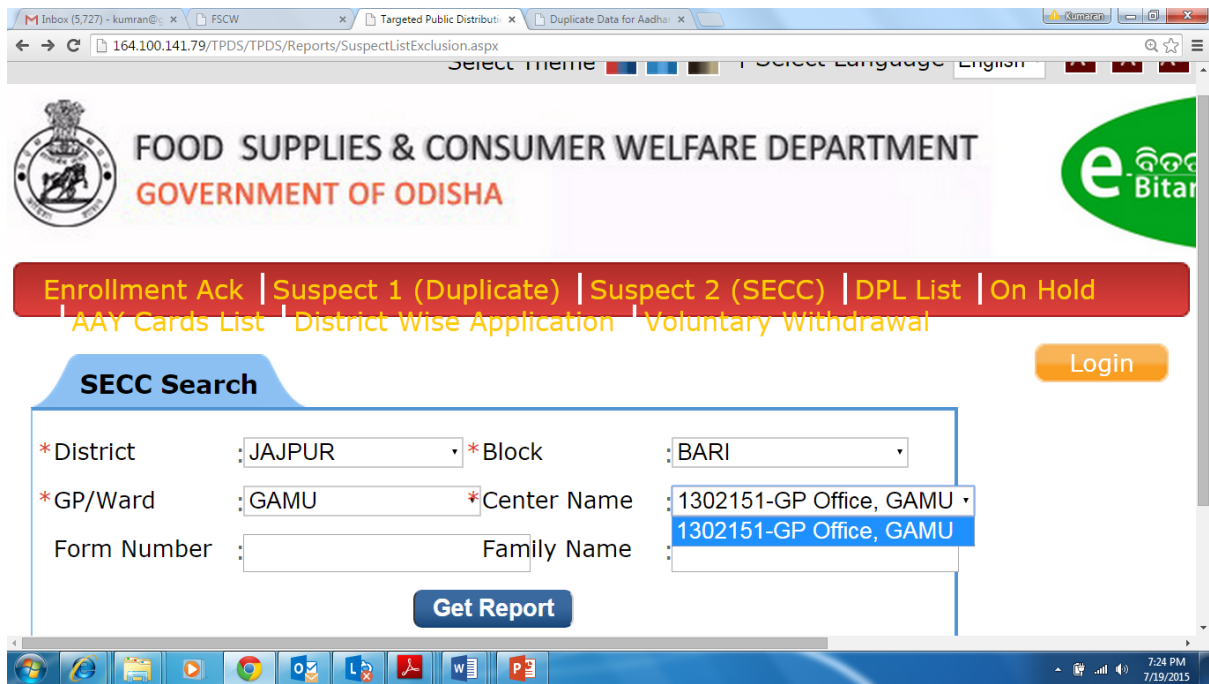 Inbox (5,727) - kumran@g
FSCW
Targeted Public Distributi
Duplicate Data for Aadha
Kumaran
164.100.141.79/TPDS/TPDS/Reports/SuspectListExclusion.aspx
Select Theme | Select Language English
FOOD SUPPLIES & CONSUMER WELFARE DEPARTMENT
GOVERNMENT OF ODISHA
e-
Bitar
Enrollment Ack | Suspect 1 (Duplicate) | Suspect 2 (SECC) | DPL List | On Hold
| AAY Cards List | District Wise Application | Voluntary Withdrawal
Login
SECC Search
*District : JAJPUR *Block : BARI
*GP/Ward : GAMU *Center Name : 1302151-GP Office, GAMU
1302151-GP Office, GAMU
Form Number : Family Name :
Get Report
7:24 PM
7/19/2015